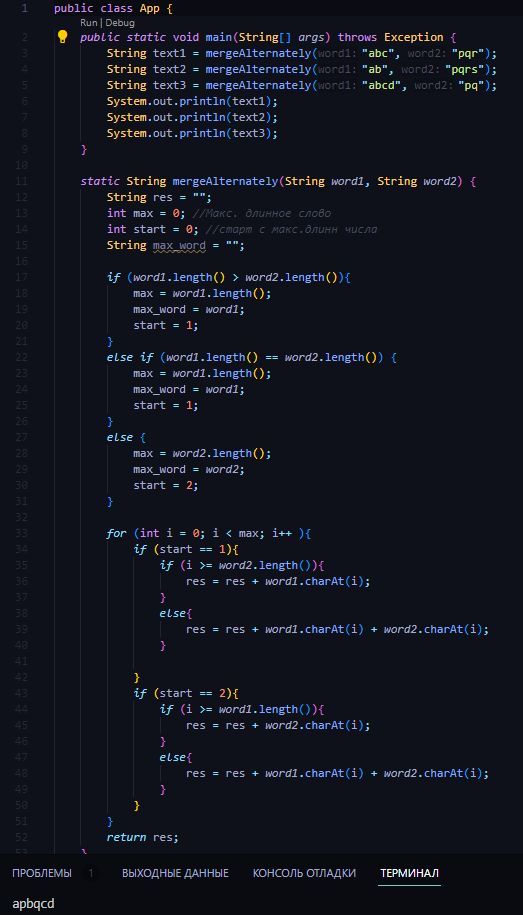 1 public class App {
Run | Debug
2 public static void main(String[] args) throws Exception {
3 String text1 = mergeAlternately(word1: "abc", word2: "pqr");
4 String text2 = mergeAlternately(word1: "ab", word2: "pqrs");
5 String text3 = mergeAlternately(word1: "abcd", word2: "pq");
6 System.out.println(text1);
7 System.out.println(text2);
8 System.out.println(text3);
9 }
10
11 static String mergeAlternately(String word1, String word2) {
12 String res = "";
13 int max = 0; //Макс. длинное слово
14 int start = 0; //старт с макс.длинн числа
15 String max_word = "";
16
17 if (word1.length() > word2.length()){
18 max = word1.length();
19 max_word = word1;
20 start = 1;
21 }
22 else if (word1.length() == word2.length()) {
23 max = word1.length();
24 max_word = word1;
25 start = 1;
26 }
27 else {
28 max = word2.length();
29 max_word = word2;
30 start = 2;
31 }
32
33 for (int i = 0; i < max; i++ ){
34 if (start == 1){
35 if (i >= word2.length()){
36 res = res + word1.charAt(i);
37 }
38 else{
39 res = res + word1.charAt(i) + word2.charAt(i);
40 }
41
42 }
43 if (start == 2){
44 if (i >= word1.length()){
45 res = res + word2.charAt(i);
46 }
47 else{
48 res = res + word1.charAt(i) + word2.charAt(i);
49 }
50 }
51 }
52 return res;
53 }
ПРОБЛЕМЫ 1 ВЫХОДНЫЕ ДАННЫЕ КОНСОЛЬ ОТЛАДКИ ТЕРМИНАЛ
apbqcd